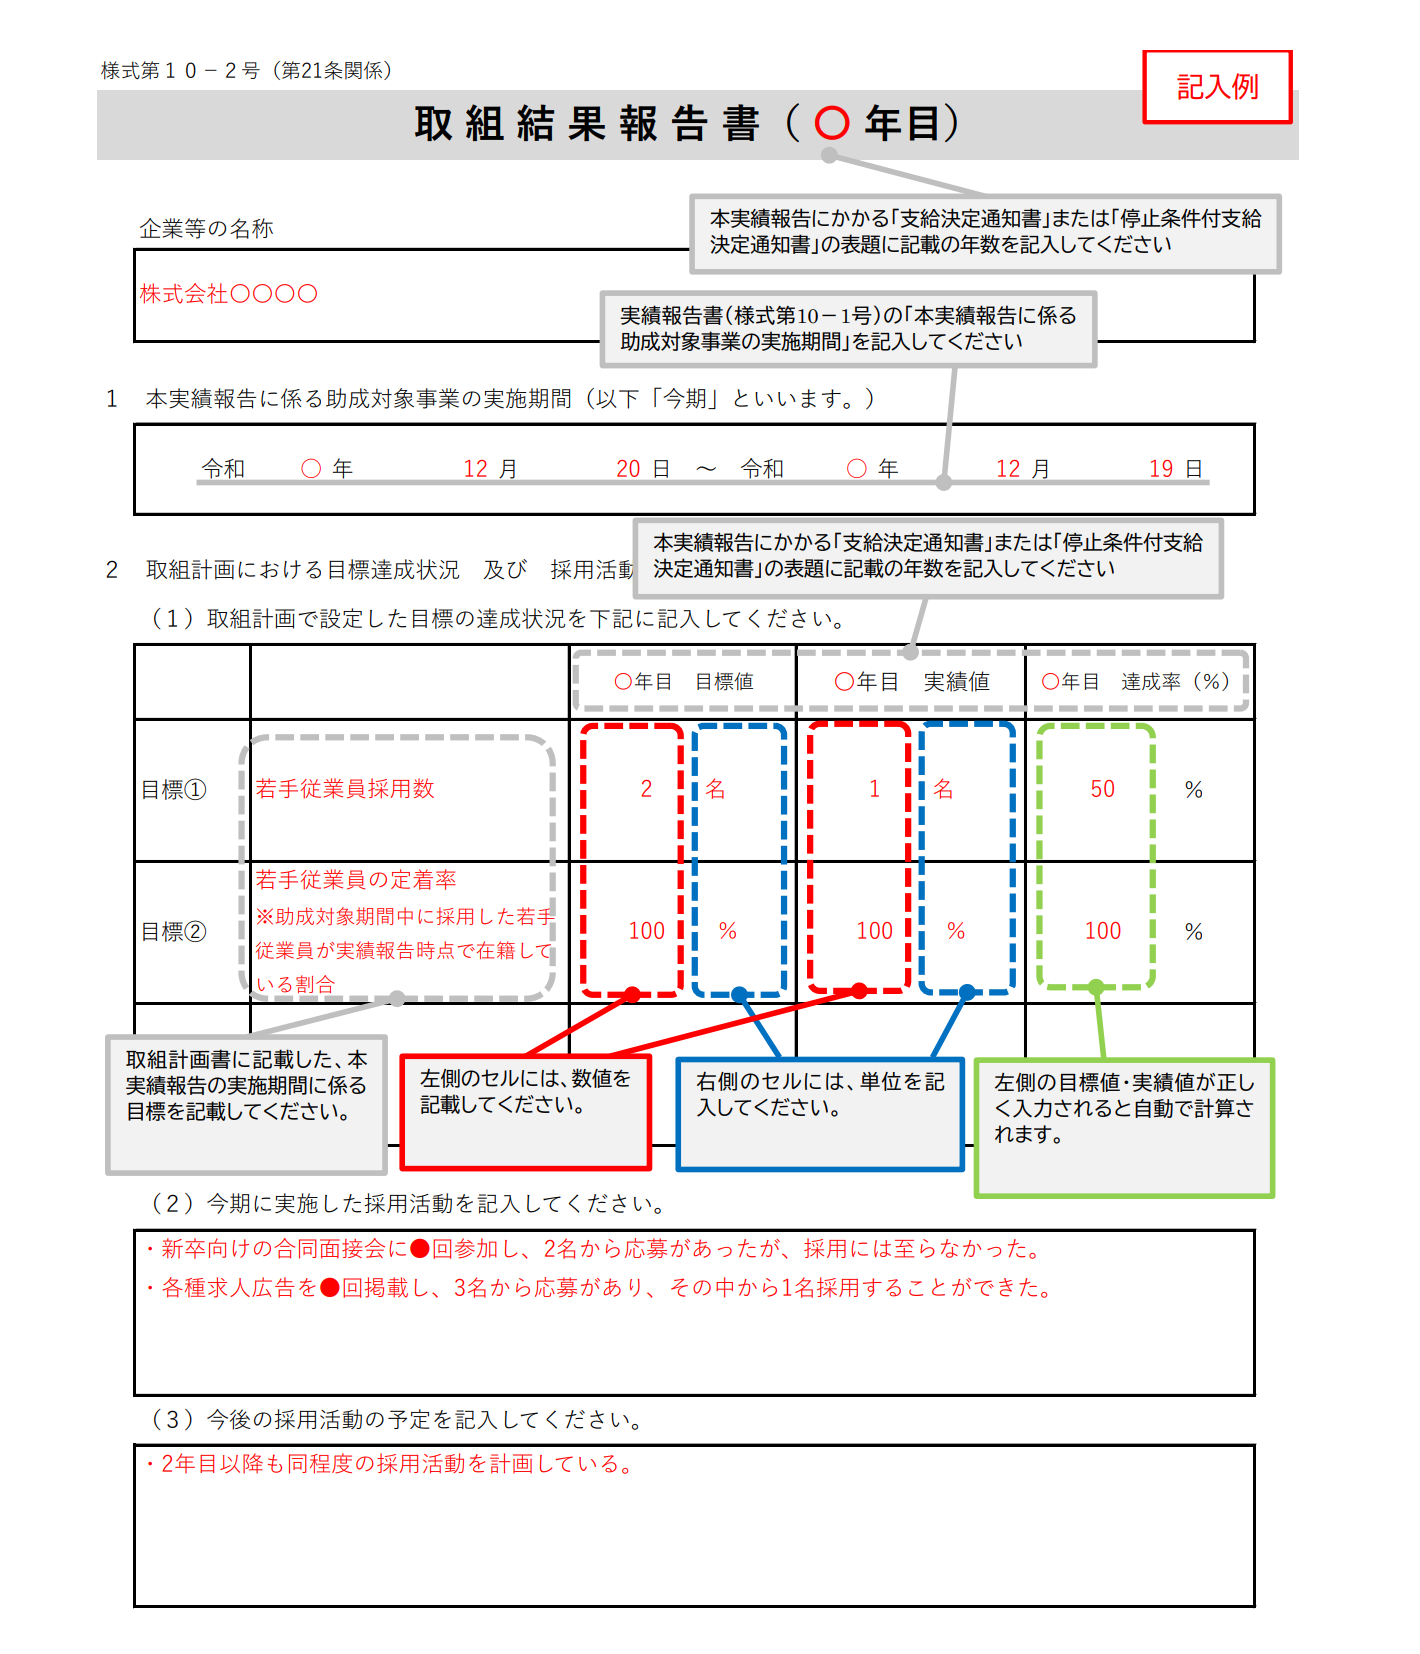 様式第１０－２号（第21条関係）
記入例
取組結果報告書（〇年目）
本実績報告にかかる「支給決定通知書」または「停止条件付支給
決定通知書」の表題に記載の年数を記入してください
企業等の名称
株式会社〇〇〇〇
実績報告書（様式第10－1号）の「本実績報告に係る
助成対象事業の実施期間」を記入してください
1　本実績報告に係る助成対象事業の実施期間（以下「今期」といいます。）
令和　〇 年　12 月　20 日　～　令和　〇 年　12 月　19 日
本実績報告にかかる「支給決定通知書」または「停止条件付支給
決定通知書」の表題に記載の年数を記入してください
2　取組計画における目標達成状況　及び　採用活動
（1）取組計画で設定した目標の達成状況を下記に記入してください。
〇年目　目標値　〇年目　実績値　〇年目　達成率（％）
目標①　若手従業員採用数　2　名　1　名　50　％
目標②　若手従業員の定着率
※助成対象期間中に採用した若手
従業員が実績報告時点で在籍して
いる割合
100　％　100　％　100　％
取組計画書に記載した、本
実績報告の実施期間に係る
目標を記載してください。
左側のセルには、数値を
記載してください。
右側のセルには、単位を記
入してください。
左側の目標値・実績値が正し
く入力されると自動で計算さ
れます。
（2）今期に実施した採用活動を記入してください。
・新卒向けの合同面接会に●回参加し、2名から応募があったが、採用には至らなかった。
・各種求人広告を●回掲載し、3名から応募があり、その中から1名採用することができた。
（3）今後の採用活動の予定を記入してください。
・2年目以降も同程度の採用活動を計画している。